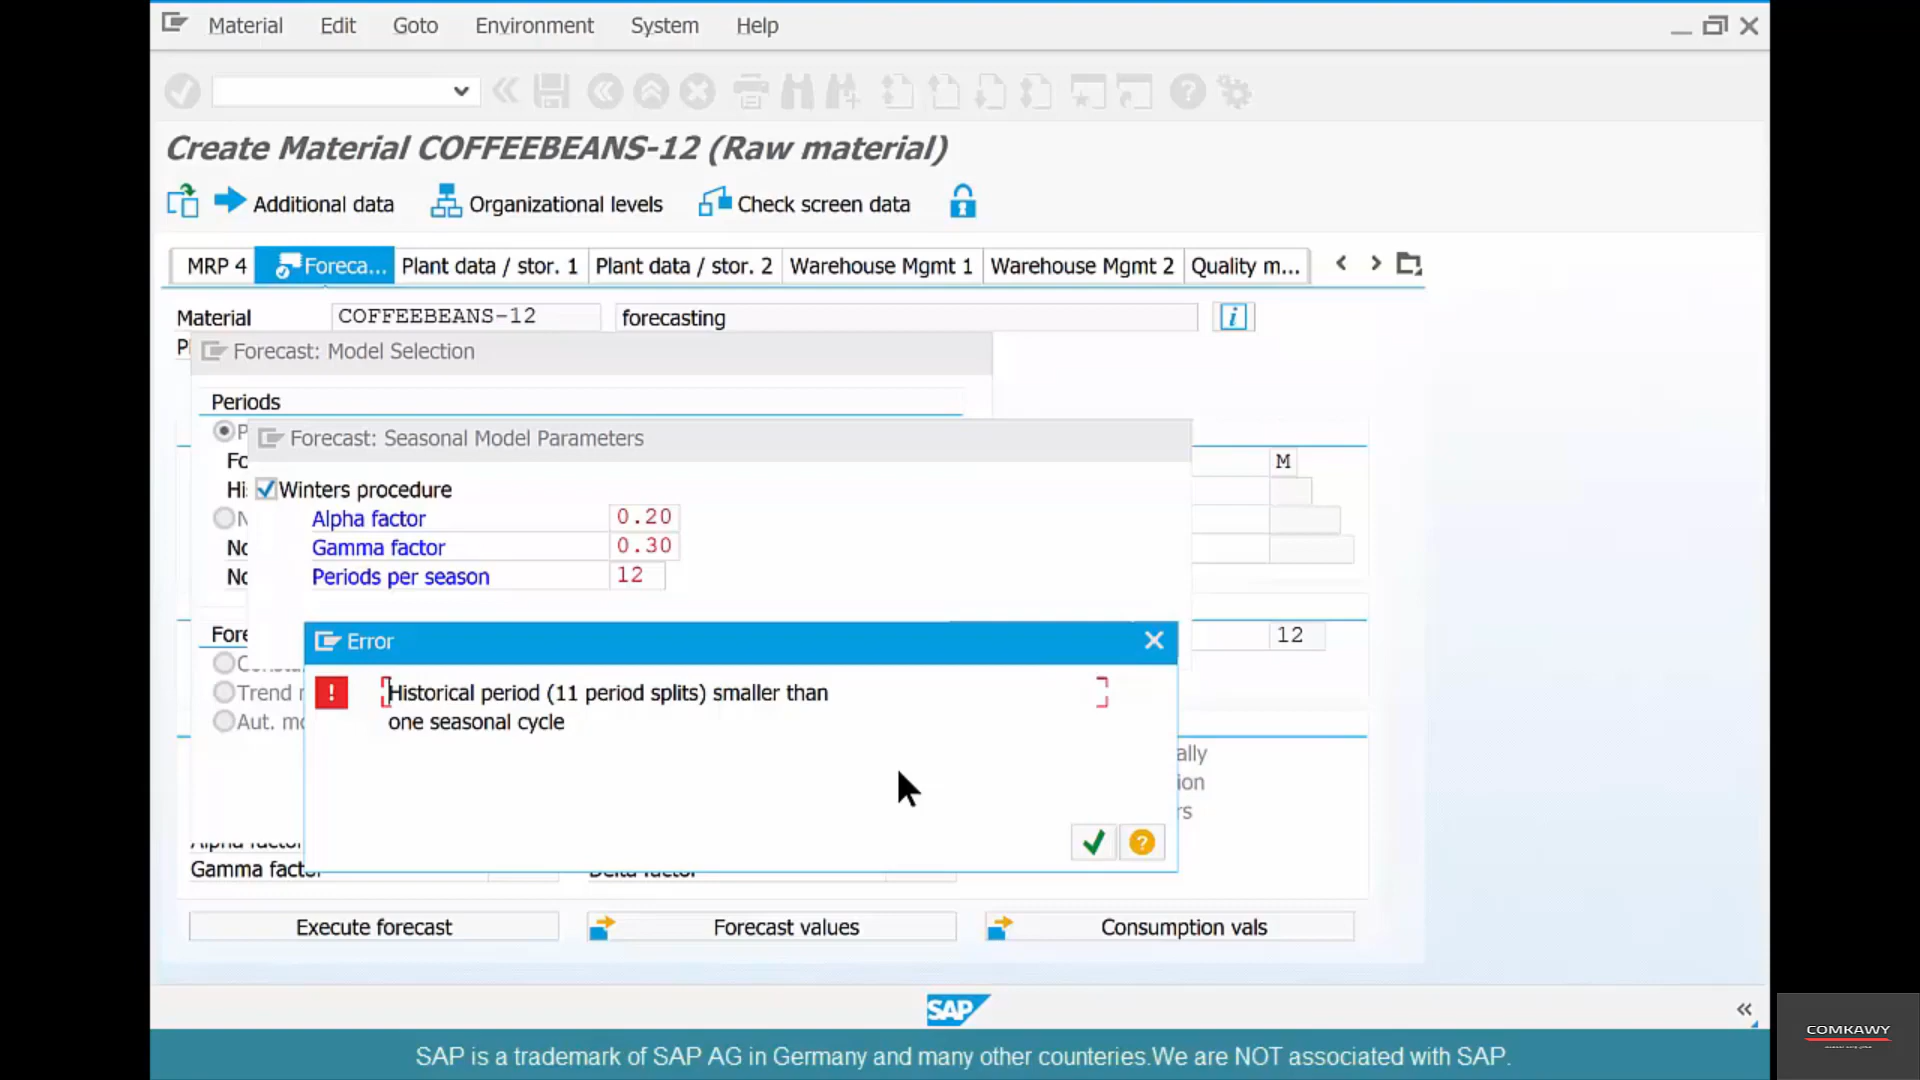 Material Edit Goto Environment System Help
Create Material COFFEEBEANS-12 (Raw material)
Additional data Organizational levels Check screen data
MRP 4 Foreca... Plant data / stor. 1 Plant data / stor. 2 Warehouse Mgmt 1 Warehouse Mgmt 2 Quality m...
Material COFFEEBEANS-12 forecasting
Forecast: Model Selection
Periods
Forecast: Seasonal Model Parameters
M
Winters procedure
Alpha factor 0.20
Gamma factor 0.30
Periods per season 12
Error
12
Historical period (11 period splits) smaller than
one seasonal cycle
Trend
Aut.
Execute forecast Forecast values Consumption vals
SAP
COMKAWY
SAP is a trademark of SAP AG in Germany and many other counteries.We are NOT associated with SAP.